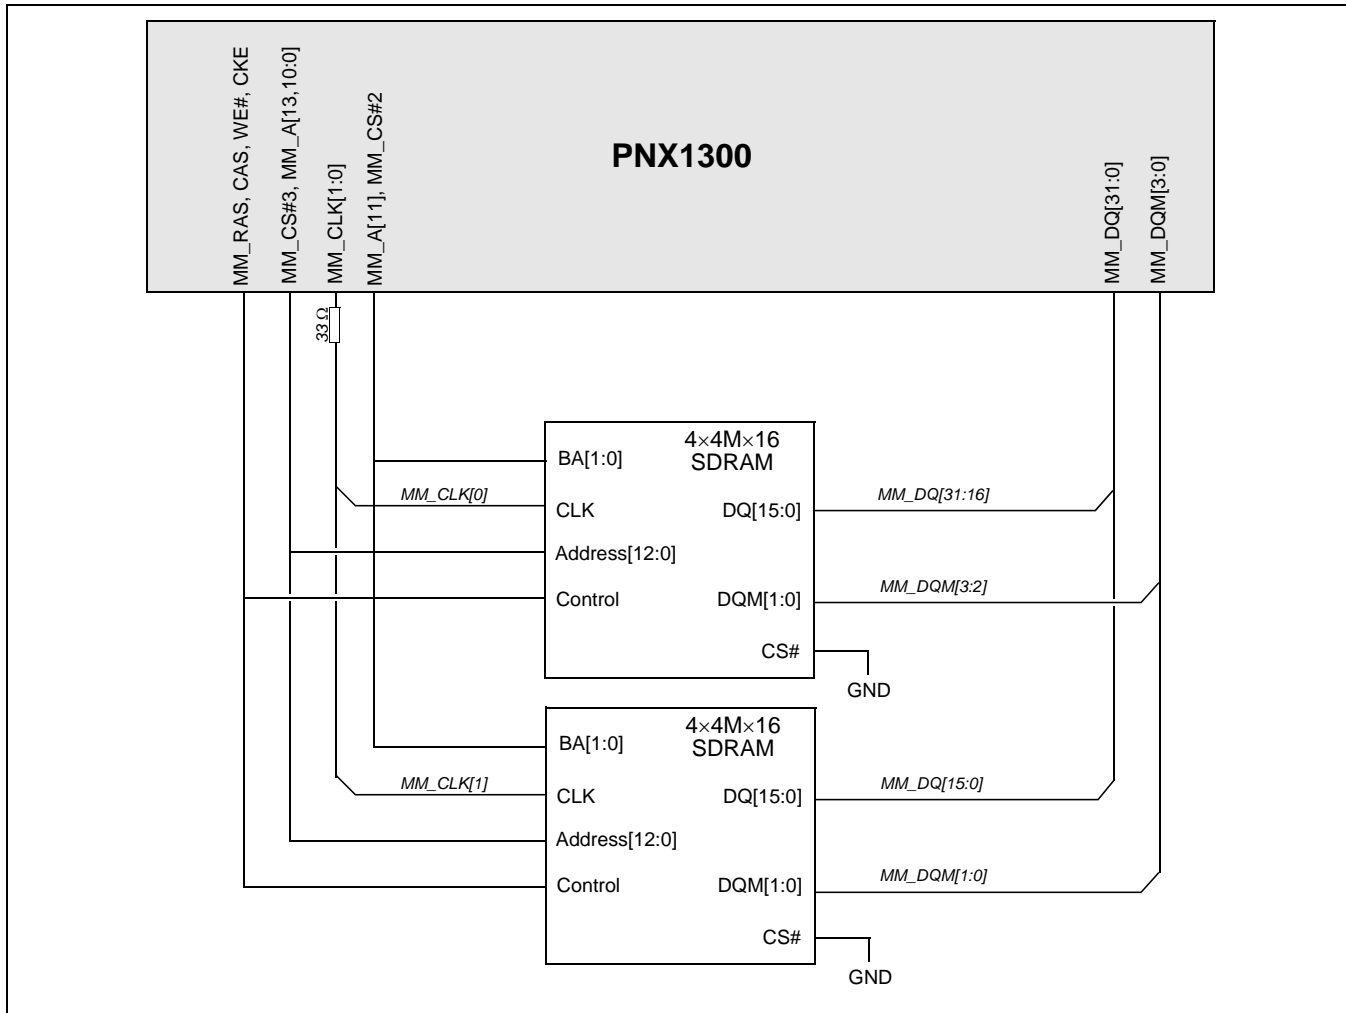 MM_RAS, CAS, WE#, CKE
MM_CS#3, MM_A[13,10:0]
MM_CLK[1:0]
MM_A[11], MM_CS#2
PNX1300
MM_DQ[31:0]
MM_DQM[3:0]
33 Ω
4×4M×16
SDRAM
BA[1:0]
MM_CLK[0]
CLK
DQ[15:0]
MM_DQ[31:16]
Address[12:0]
Control
DQM[1:0]
MM_DQM[3:2]
CS#
GND
4×4M×16
SDRAM
BA[1:0]
MM_CLK[1]
CLK
DQ[15:0]
MM_DQ[15:0]
Address[12:0]
Control
DQM[1:0]
MM_DQM[1:0]
CS#
GND